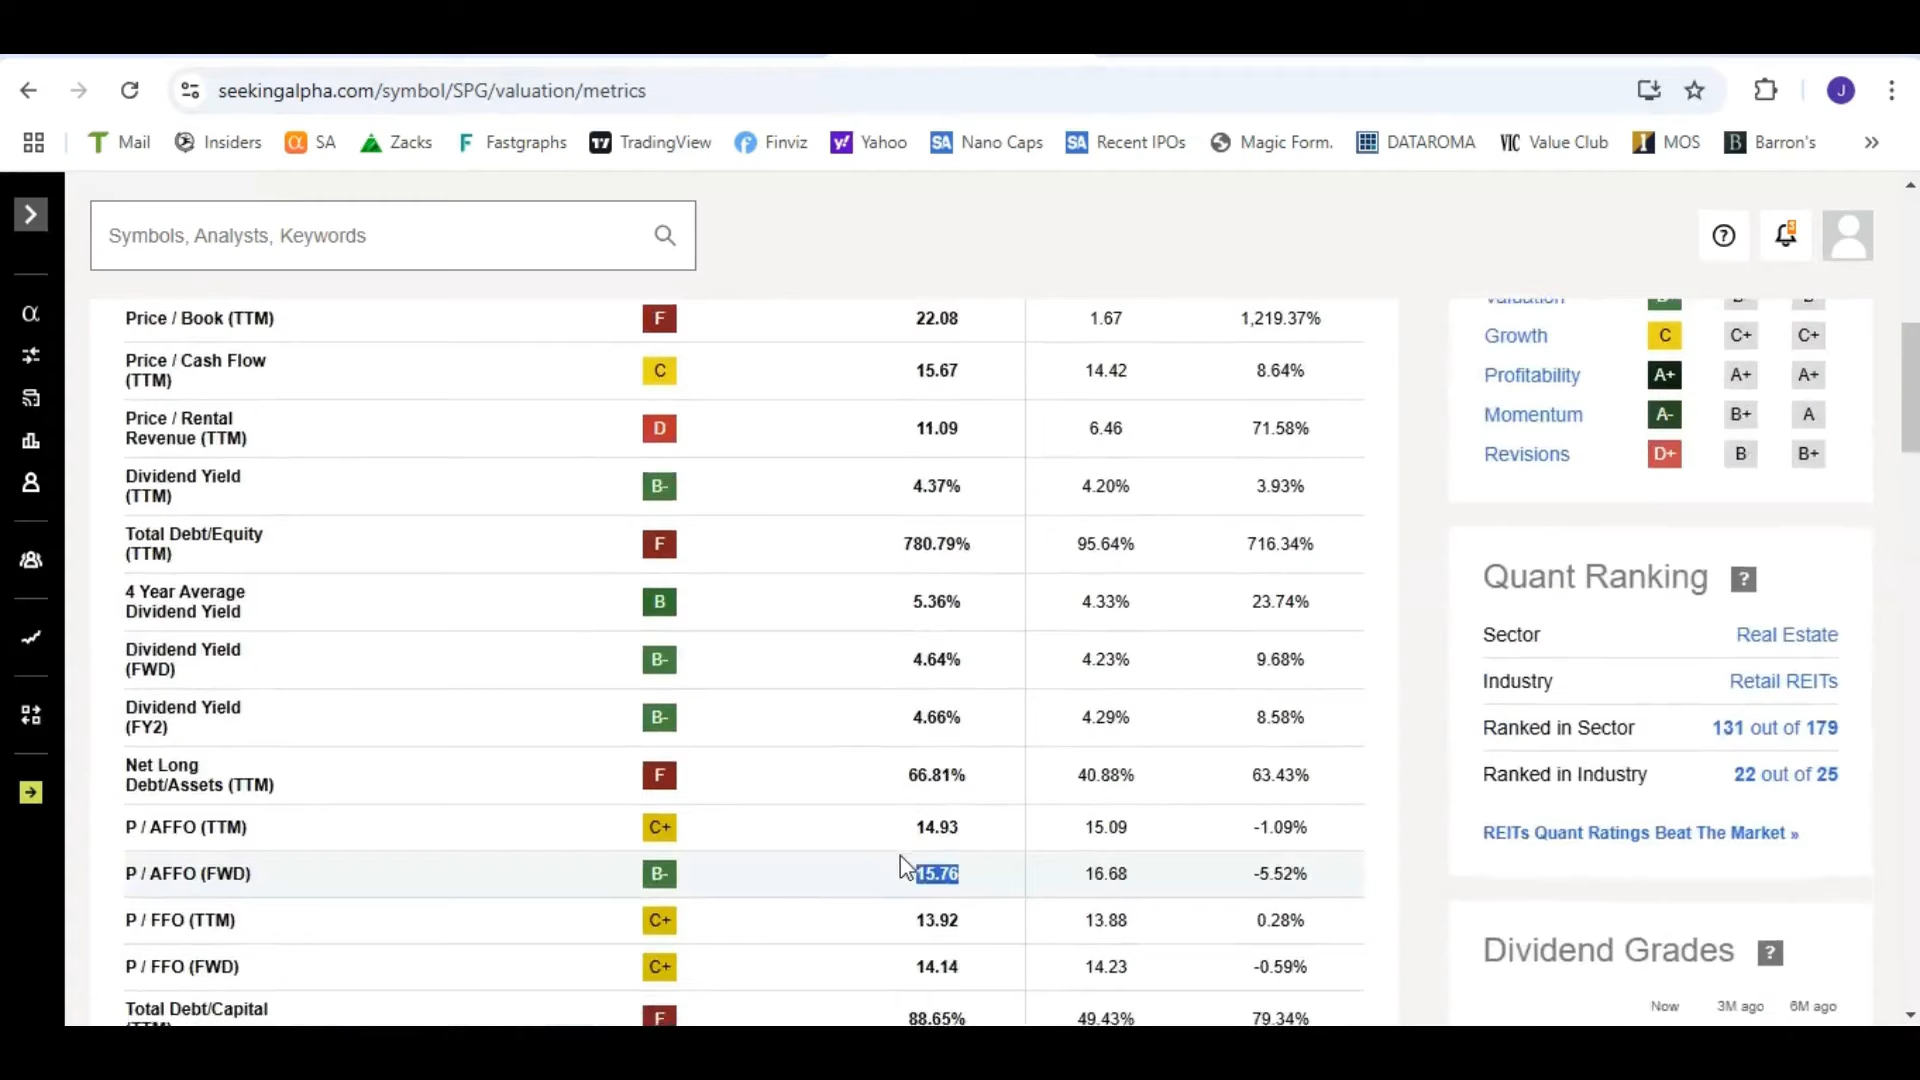 seekingalpha.com/symbol/SPG/valuation/metrics
J
Mail
Insiders
SA
Zacks
Fastgraphs
TradingView
Finviz
Yahoo
SA Nano Caps
SA Recent IPOs
Magic Form.
DATAROMA
VIC Value Club
MOS
B Barron's
Symbols, Analysts, Keywords
Price / Book (TTM) F 22.08 1.67 1,219.37%
Price / Cash Flow
(TTM) C 15.67 14.42 8.64%
Price / Rental
Revenue (TTM) D 11.09 6.46 71.58%
Dividend Yield
(TTM) B- 4.37% 4.20% 3.93%
Total Debt/Equity
(TTM) F 780.79% 95.64% 716.34%
4 Year Average
Dividend Yield B 5.36% 4.33% 23.74%
Dividend Yield
(FWD) B- 4.64% 4.23% 9.68%
Dividend Yield
(FY2) B- 4.66% 4.29% 8.58%
Net Long
Debt/Assets (TTM) F 66.81% 40.88% 63.43%
P / AFFO (TTM) C+ 14.93 15.09 -1.09%
P / AFFO (FWD) B- 15.76 16.68 -5.52%
P / FFO (TTM) C+ 13.92 13.88 0.28%
P / FFO (FWD) C+ 14.14 14.23 -0.59%
Total Debt/Capital
(TTM) F 88.65% 49.43% 79.34%
Valuation
Growth C C+ C+
Profitability A+ A+ A+
Momentum A- B+ A
Revisions D+ B B+
Quant Ranking ?
Sector Real Estate
Industry Retail REITs
Ranked in Sector 131 out of 179
Ranked in Industry 22 out of 25
REITs Quant Ratings Beat The Market »
Dividend Grades ?
Now 3M ago 6M ago